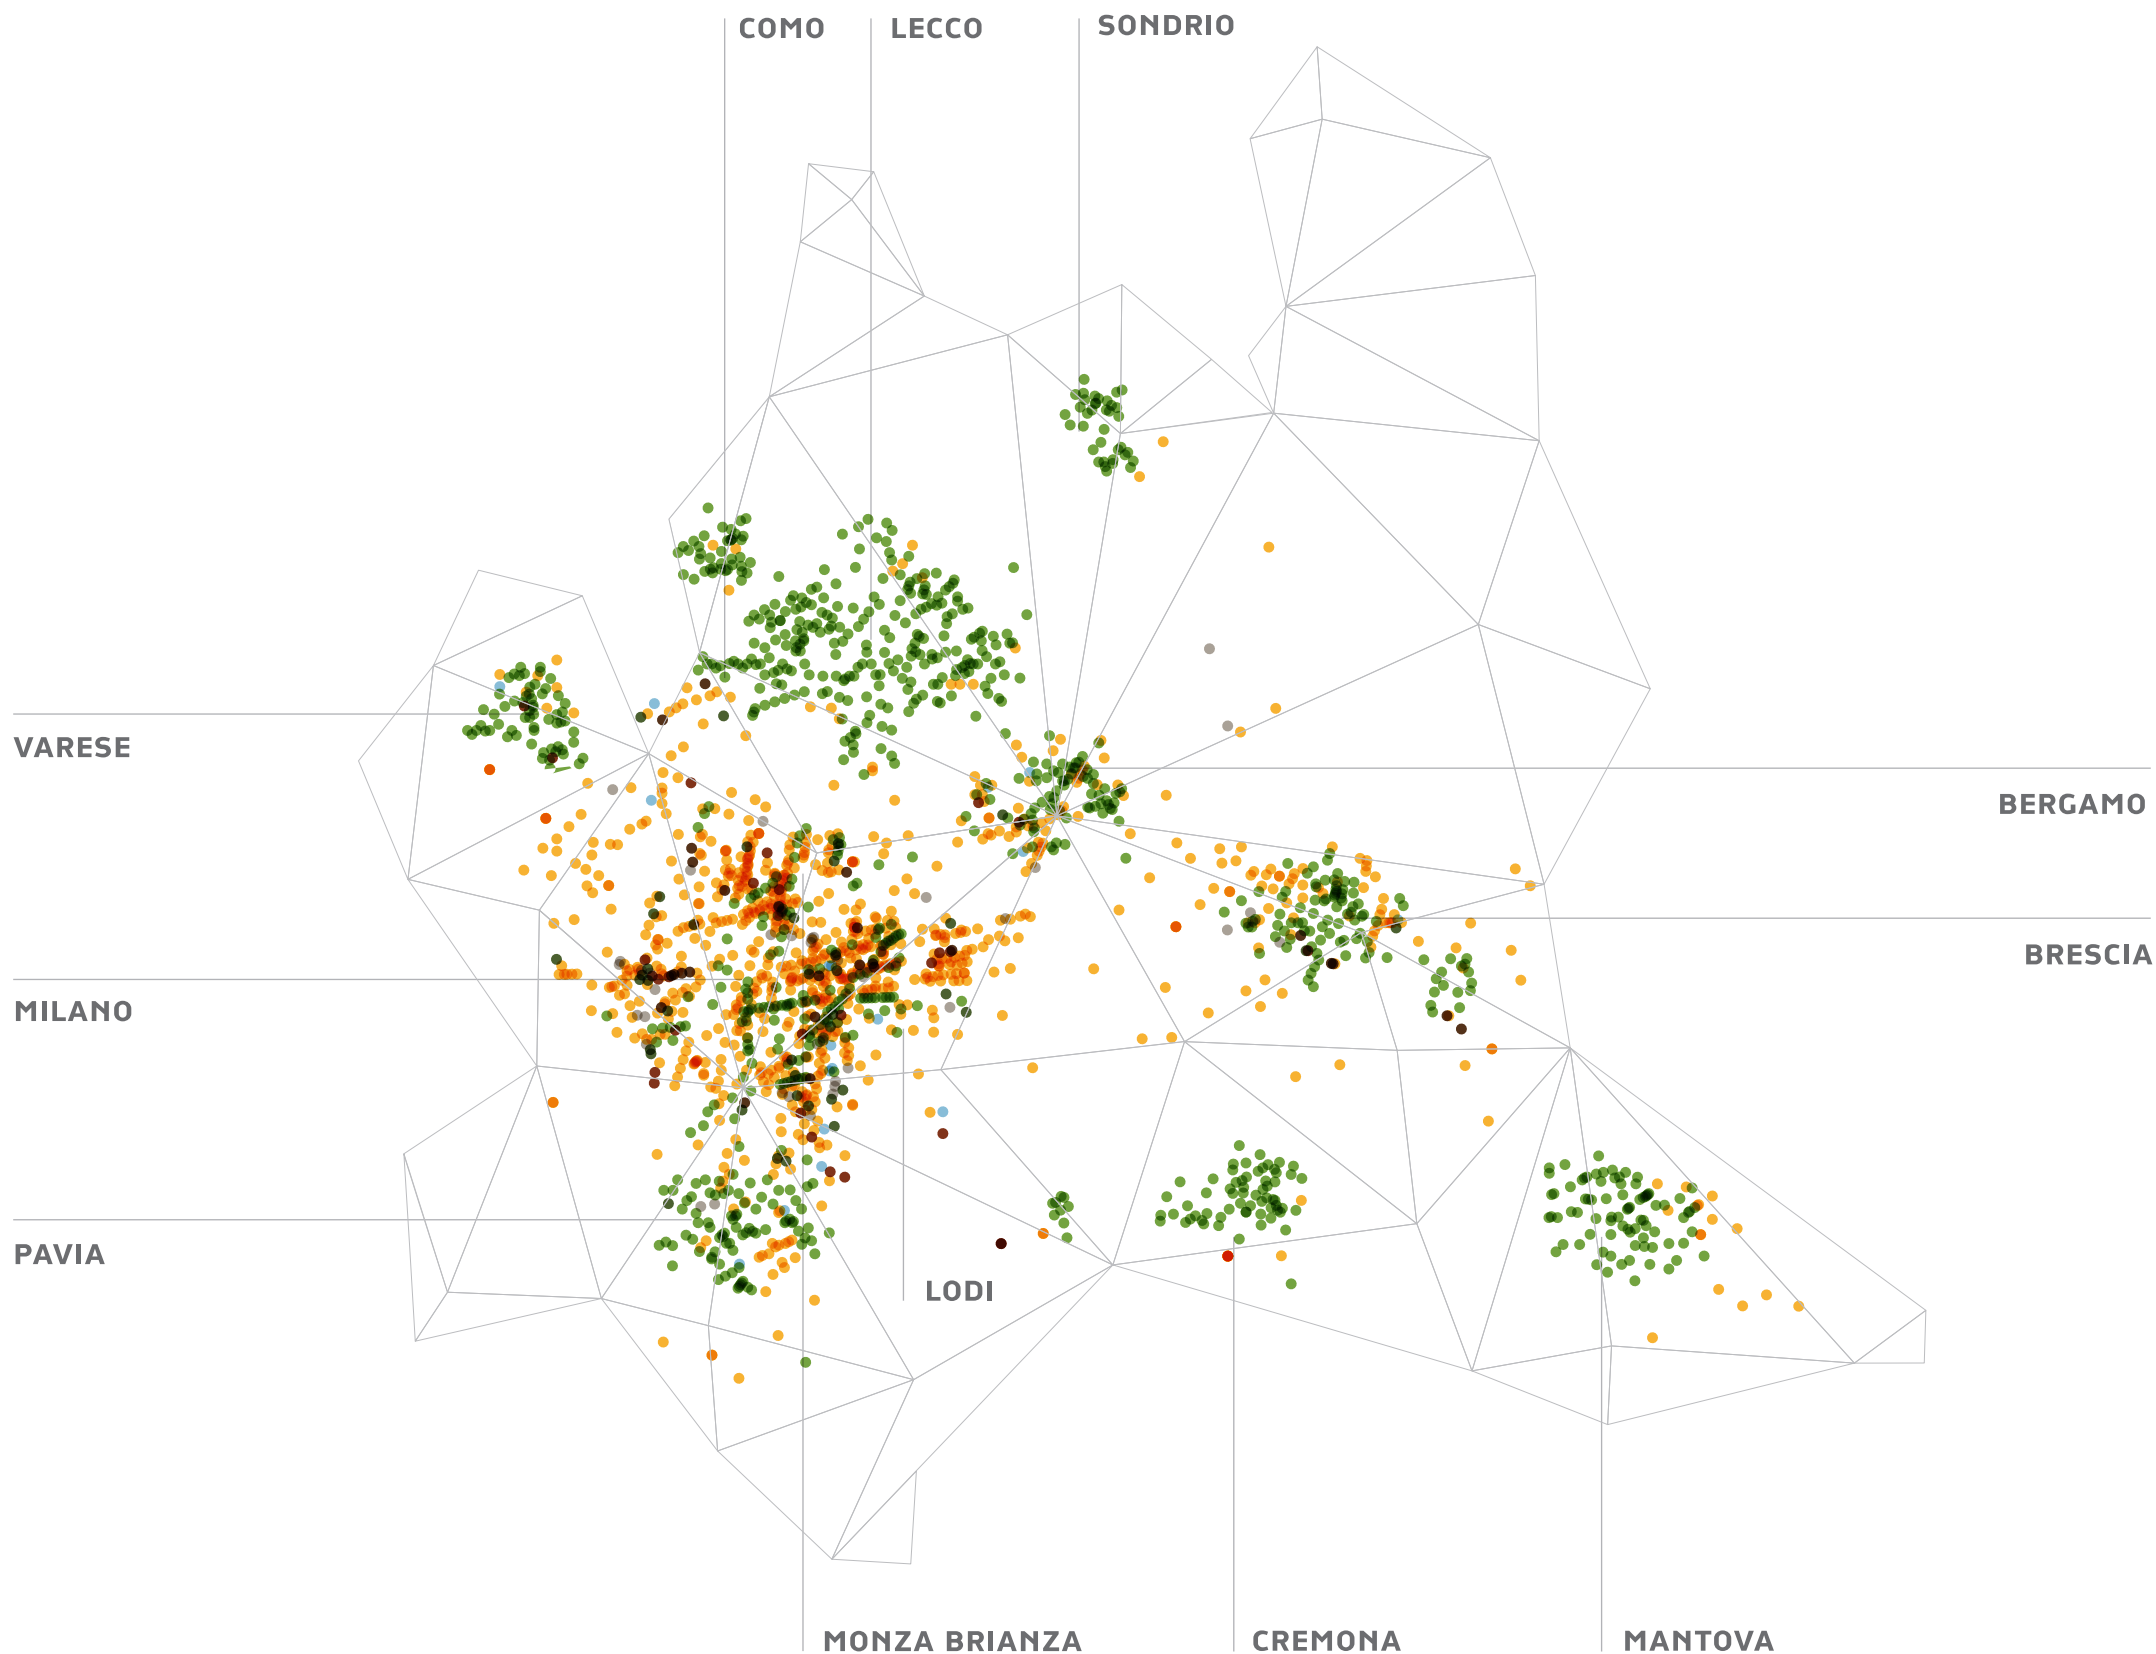 COMO
LECCO
SONDRIO
VARESE
BERGAMO
BRESCIA
MILANO
PAVIA
LODI
MONZA BRIANZA
CREMONA
MANTOVA